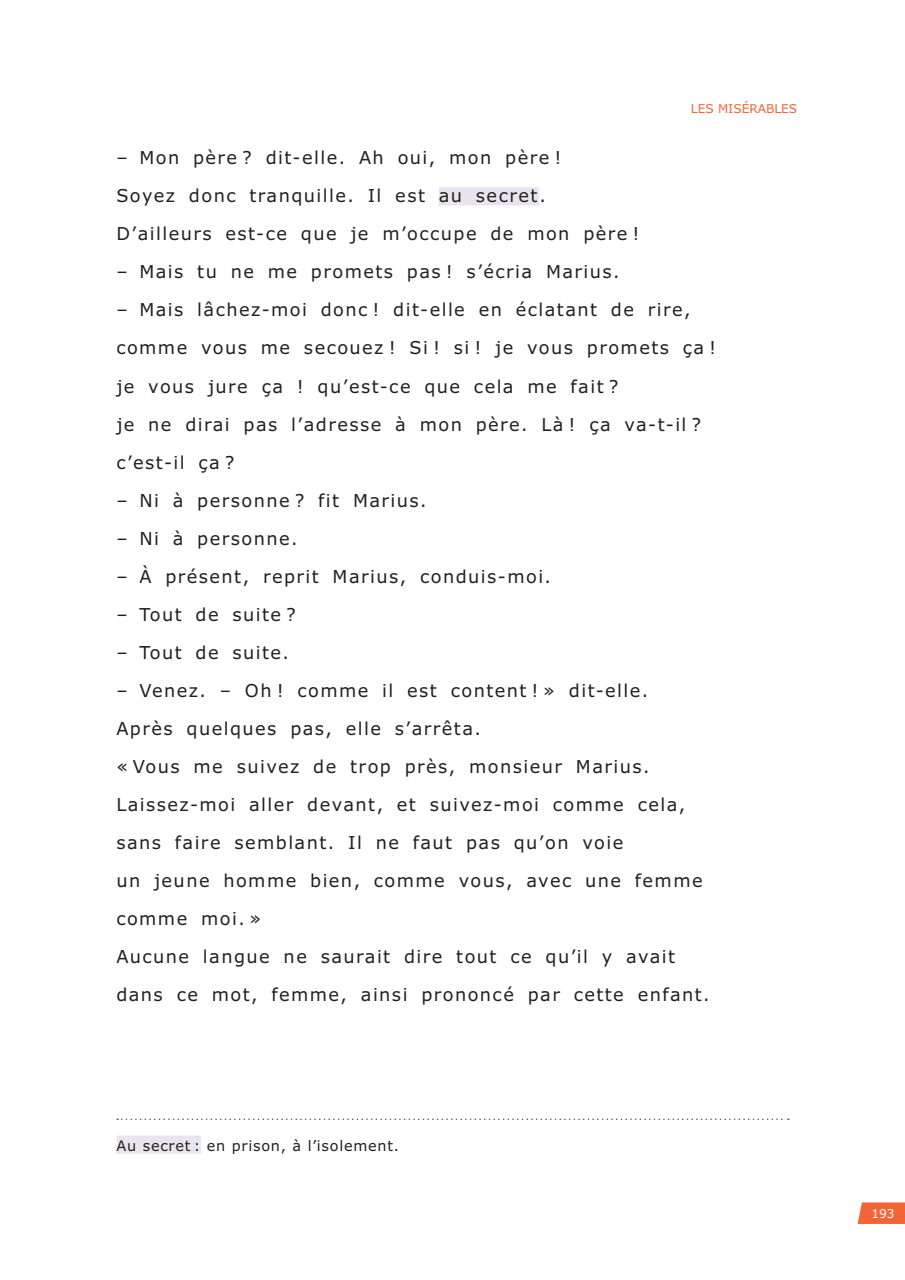 LES MISÉRABLES
– Mon père ? dit-elle. Ah oui, mon père !
Soyez donc tranquille. Il est au secret.
D’ailleurs est-ce que je m’occupe de mon père !
– Mais tu ne me promets pas ! s’écria Marius.
– Mais lâchez-moi donc ! dit-elle en éclatant de rire,
comme vous me secouez ! Si ! si ! je vous promets ça !
je vous jure ça ! qu’est-ce que cela me fait ?
je ne dirai pas l’adresse à mon père. Là ! ça va-t-il ?
c’est-il ça ?
– Ni à personne ? fit Marius.
– Ni à personne.
– À présent, reprit Marius, conduis-moi.
– Tout de suite ?
– Tout de suite.
– Venez. – Oh ! comme il est content ! » dit-elle.
Après quelques pas, elle s’arrêta.
« Vous me suivez de trop près, monsieur Marius.
Laissez-moi aller devant, et suivez-moi comme cela,
sans faire semblant. Il ne faut pas qu’on voie
un jeune homme bien, comme vous, avec une femme
comme moi. »
Aucune langue ne saurait dire tout ce qu’il y avait
dans ce mot, femme, ainsi prononcé par cette enfant.
Au secret : en prison, à l’isolement.
193